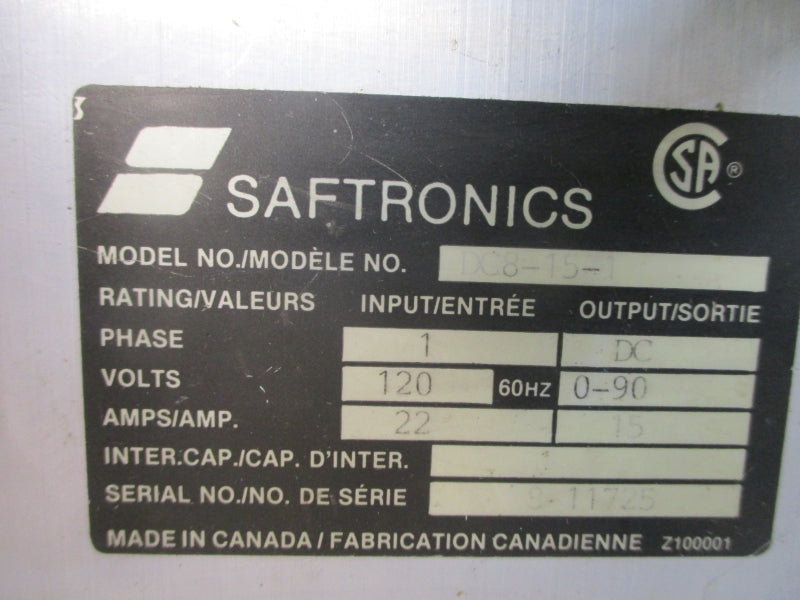 SAFTRONICS
CSA ®
MODEL NO./MODÈLE NO. DC8-15-1
RATING/VALEURS INPUT/ENTRÉE OUTPUT/SORTIE
PHASE 1 DC
VOLTS 120 60HZ 0-90
AMPS/AMP. 22 15
INTER.CAP./CAP. D'INTER.
SERIAL NO./NO. DE SÉRIE 9-11725
MADE IN CANADA / FABRICATION CANADIENNE Z100001